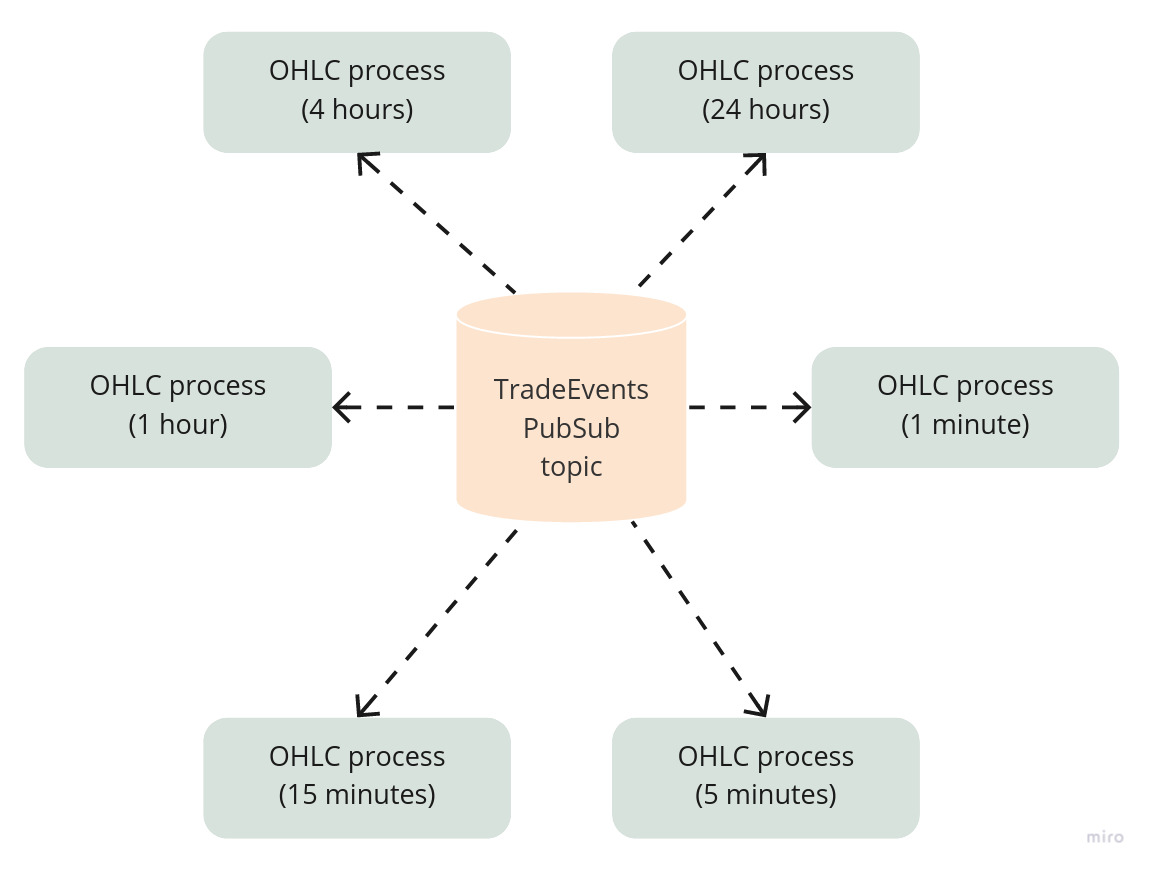 OHLC process
(4 hours)
OHLC process
(24 hours)
OHLC process
(1 hour)
TradeEvents
PubSub
topic
OHLC process
(1 minute)
OHLC process
(15 minutes)
OHLC process
(5 minutes)
miro